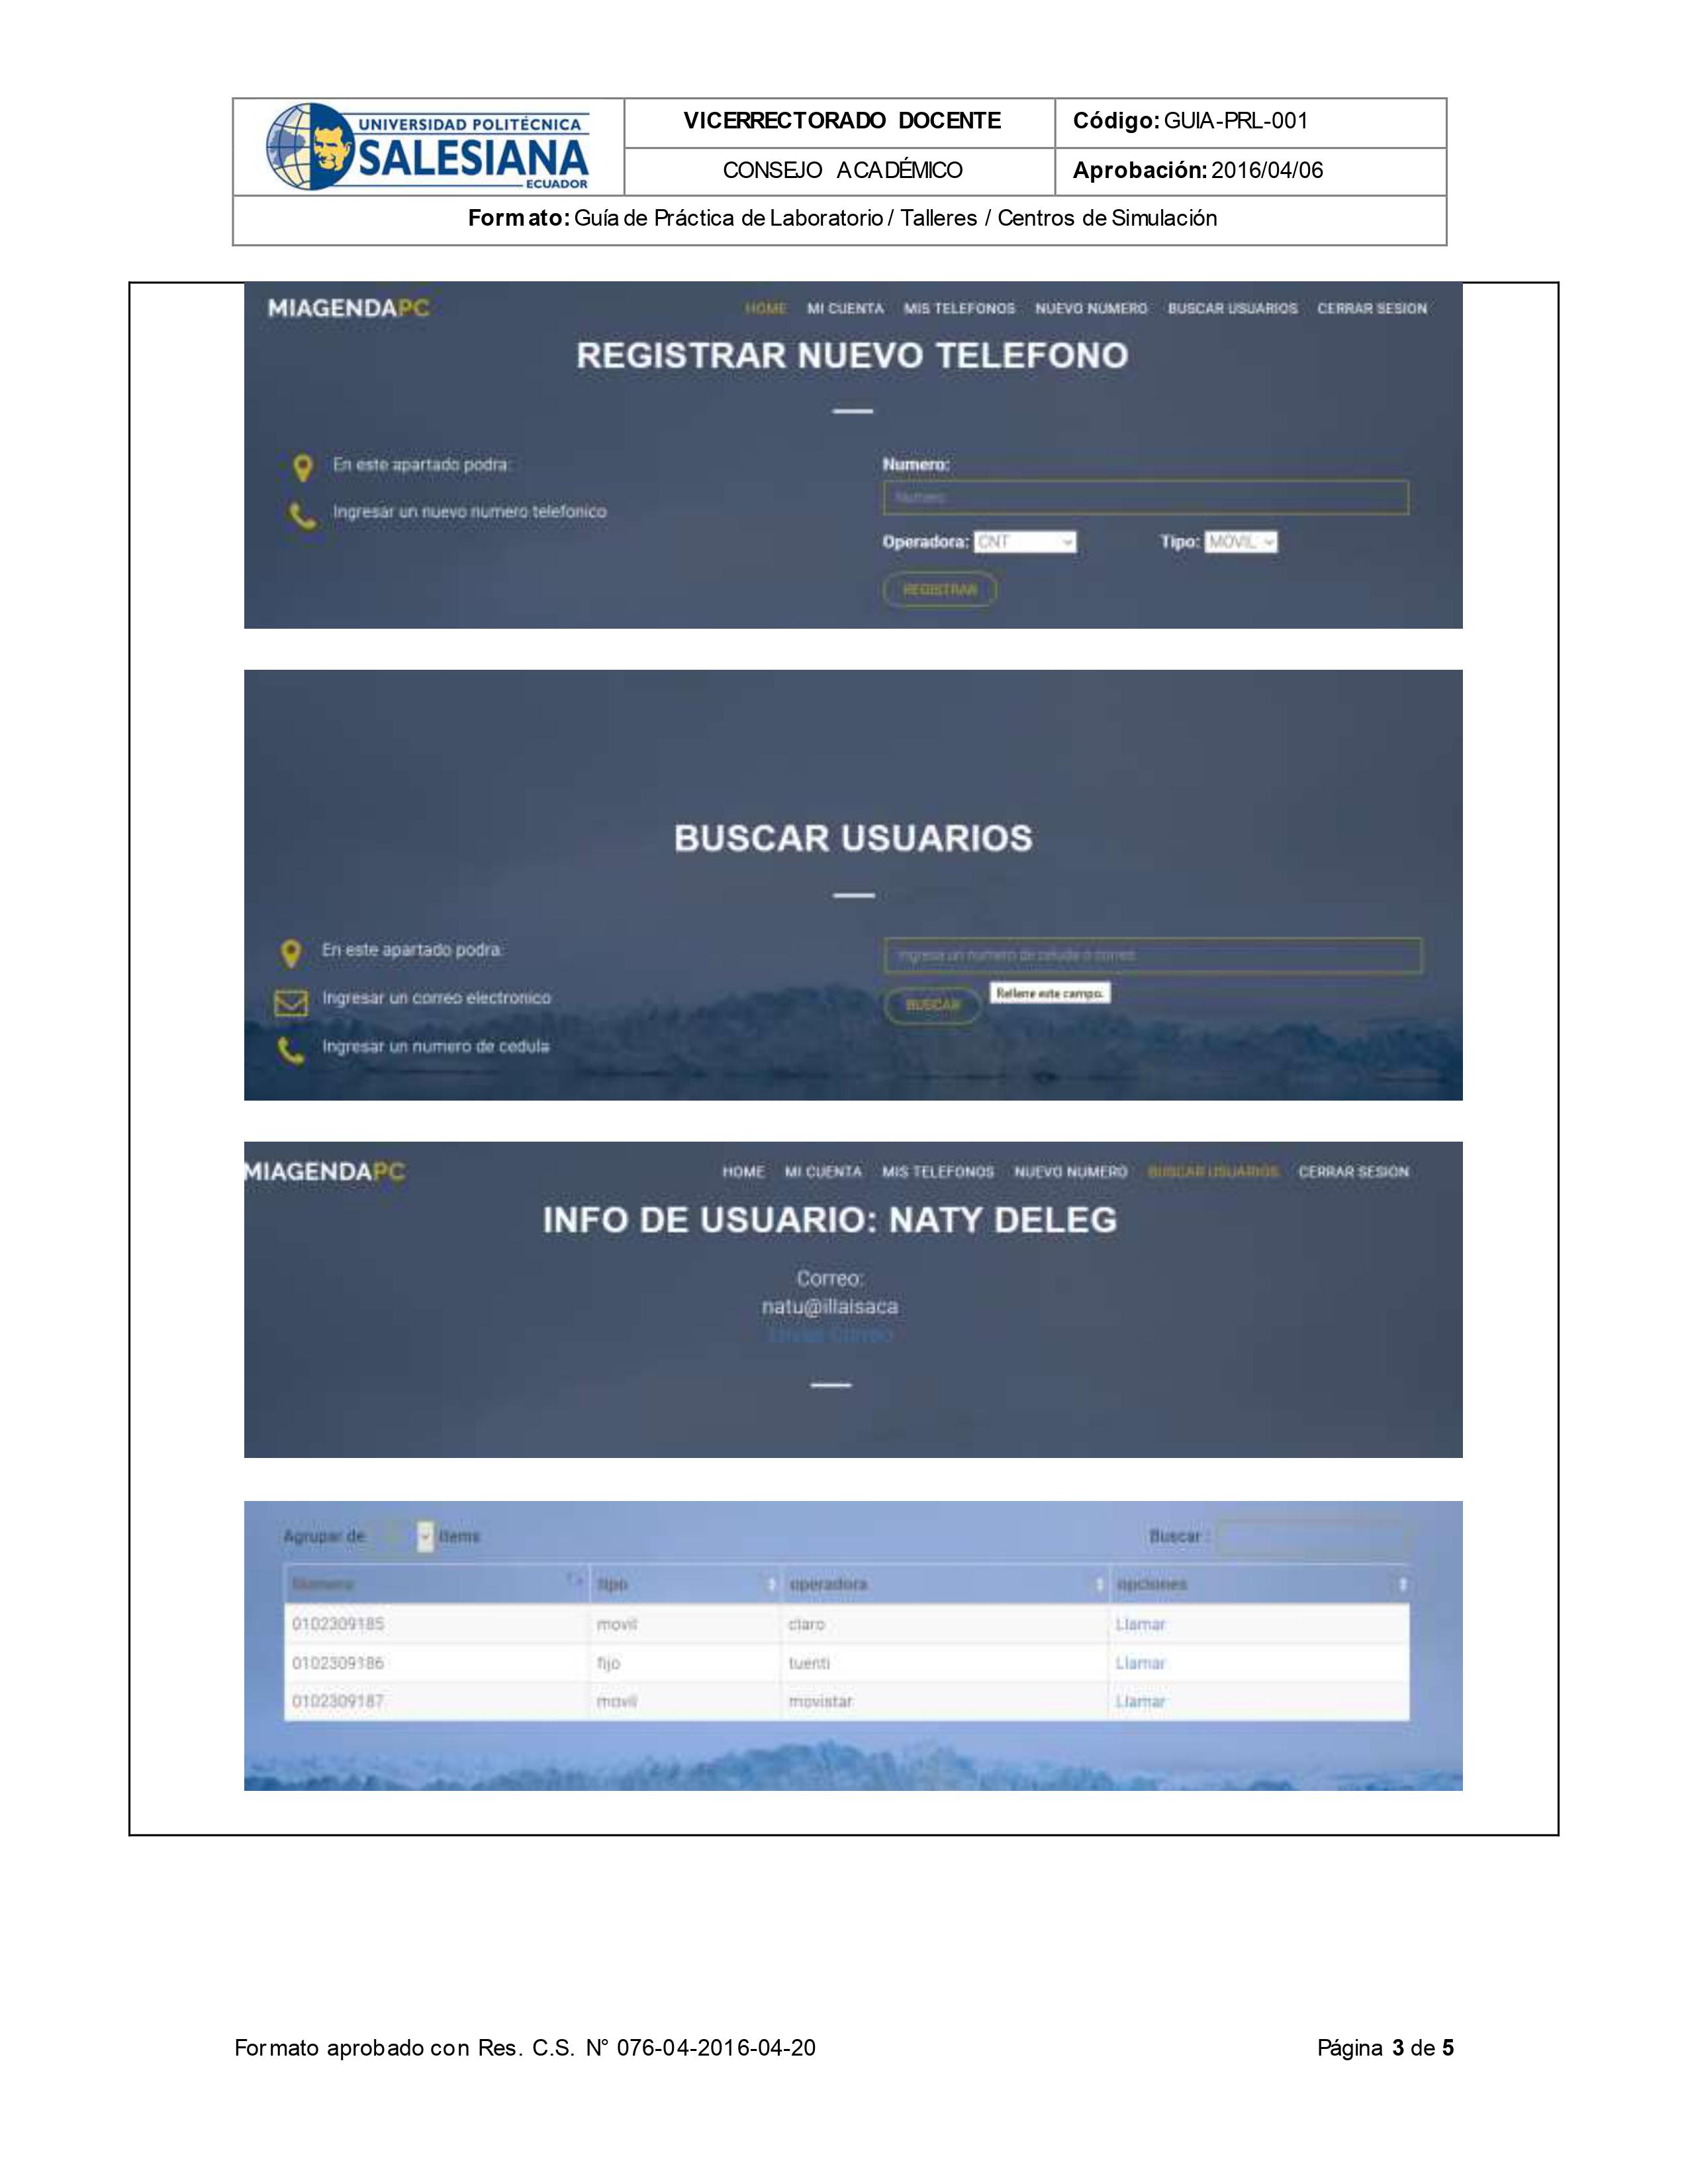 UNIVERSIDAD POLITÉCNICA
SALESIANA
ECUADOR
VICERRECTORADO DOCENTE
Código: GUIA-PRL-001
CONSEJO ACADÉMICO
Aprobación: 2016/04/06
Formato: Guía de Práctica de Laboratorio / Talleres / Centros de Simulación
MIAGENDAPC
HOME MI CUENTA MIS TELEFONOS NUEVO NUMERO BUSCAR USUARIOS CERRAR SESION
REGISTRAR NUEVO TELEFONO
En este apartado podra:
Ingresar un nuevo numero telefonico
Numero:
Numero
Operadora: CNT Tipo: MOVIL
REGISTRAR
BUSCAR USUARIOS
En este apartado podra:
Ingresar un correo electronico
Ingresar un numero de cedula
Ingresa un numero de cedula o correo
BUSCAR
Rellene este campo.
MIAGENDAPC
HOME MI CUENTA MIS TELEFONOS NUEVO NUMERO BUSCAR USUARIOS CERRAR SESION
INFO DE USUARIO: NATY DELEG
Correo:
natu@illaisaca
Correo
Agrupar de items
Buscar :
Numero tipo operadora opciones
0102309185 movil claro Llamar
0102309186 fijo tuenti Llamar
0102309187 movil movistar Llamar
Formato aprobado con Res. C.S. N° 076-04-2016-04-20
Página 3 de 5